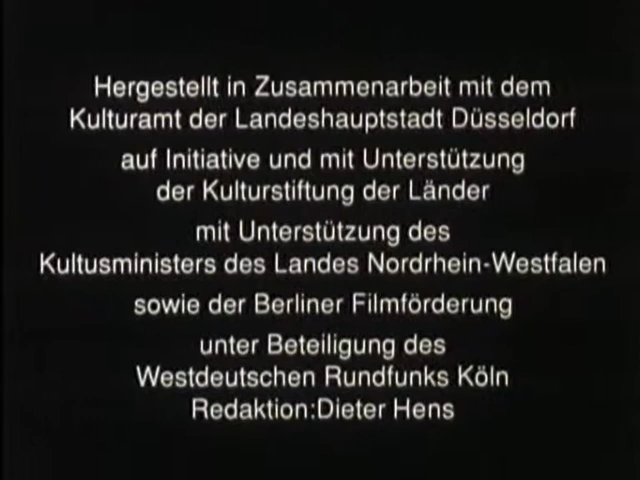 Hergestellt in Zusammenarbeit mit dem
Kulturamt der Landeshauptstadt Düsseldorf
auf Initiative und mit Unterstützung
der Kulturstiftung der Länder
mit Unterstützung des
Kultusministers des Landes Nordrhein-Westfalen
sowie der Berliner Filmförderung
unter Beteiligung des
Westdeutschen Rundfunks Köln
Redaktion:Dieter Hens